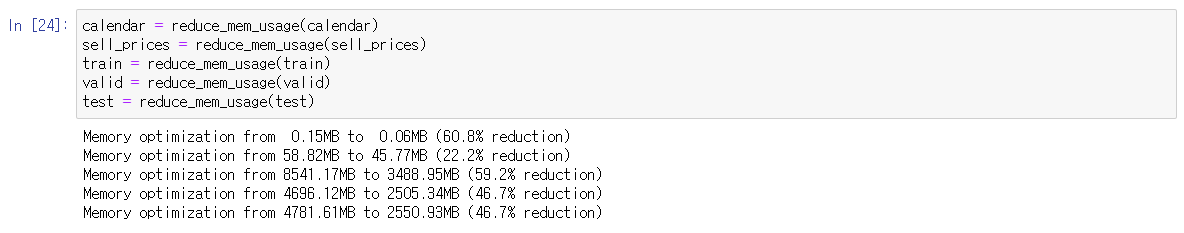 In [24]:
calendar = reduce_mem_usage(calendar)
sell_prices = reduce_mem_usage(sell_prices)
train = reduce_mem_usage(train)
valid = reduce_mem_usage(valid)
test = reduce_mem_usage(test)
Memory optimization from  0.15MB to  0.06MB (60.8% reduction)
Memory optimization from 58.82MB to 45.77MB (22.2% reduction)
Memory optimization from 8541.17MB to 3488.95MB (59.2% reduction)
Memory optimization from 4696.12MB to 2505.34MB (46.7% reduction)
Memory optimization from 4781.61MB to 2550.93MB (46.7% reduction)